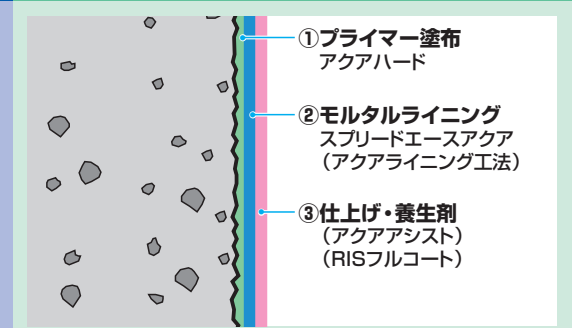 ①プライマー塗布
アクアハード
②モルタルライニング
スプリードエースアクア
（アクアライニング工法）
③仕上げ・養生剤
（アクアアシスト）
（RISフルコート）